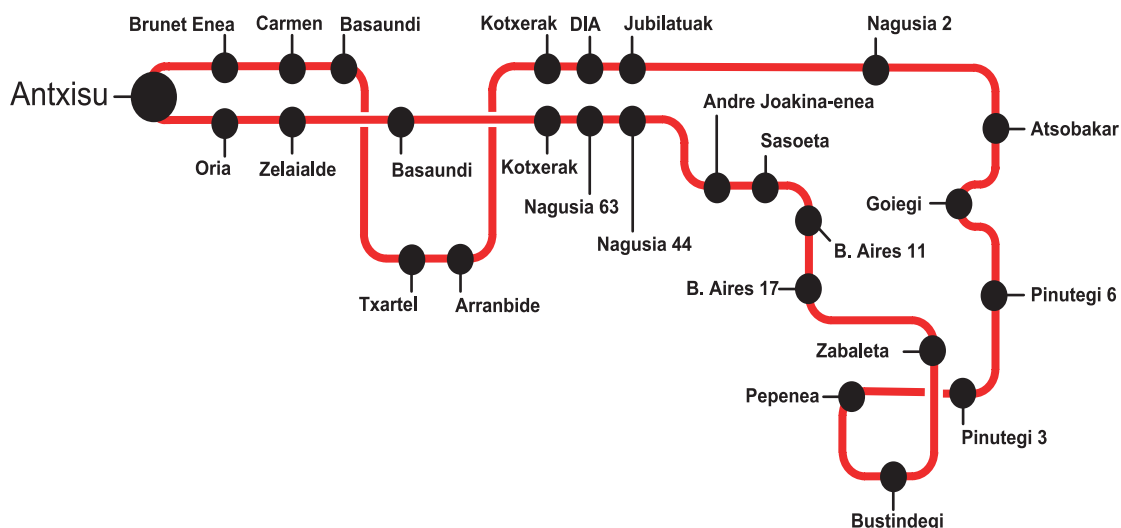 Brunet Enea
Carmen
Basaundi
Kotxerak
DIA
Jubilatuak
Nagusia 2
Antxisu
Andre Joakina-enea
Atsobakar
Sasoeta
Oria
Zelaialde
Basaundi
Kotxerak
Nagusia 63
Goiegi
Nagusia 44
B. Aires 11
B. Aires 17
Pinutegi 6
Txartel
Arranbide
Zabaleta
Pepenea
Pinutegi 3
Bustindegi